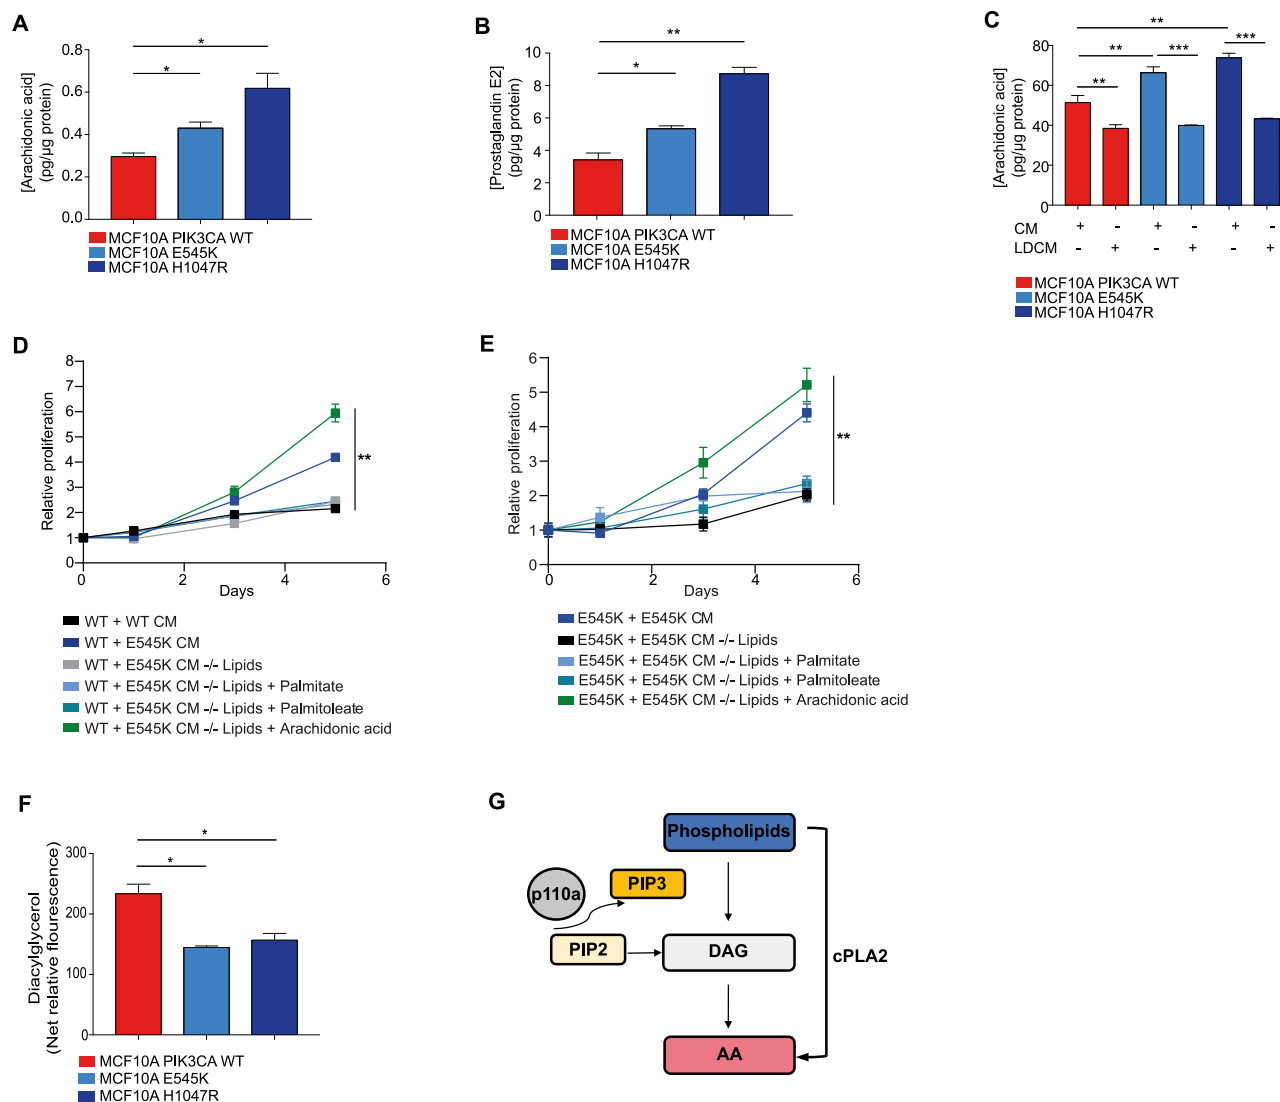 A
[Arachidonic acid]
(pg/µg protein)
0.8
0.6
0.4
0.2
0.0
*
*
MCF10A PIK3CA WT
MCF10A E545K
MCF10A H1047R
B
[Prostaglandin E2]
(pg/µg protein)
10
8
6
4
2
0
**
*
MCF10A PIK3CA WT
MCF10A E545K
MCF10A H1047R
C
[Arachidonic acid]
(pg/µg protein)
80
60
40
20
0
**
** ***
** ***
CM + - + - + -
LDCM - + - + - +
MCF10A PIK3CA WT
MCF10A E545K
MCF10A H1047R
D
Relative proliferation
8
7
6
5
4
3
2
1
0
**
0 2 4 6
Days
WT + WT CM
WT + E545K CM
WT + E545K CM -/- Lipids
WT + E545K CM -/- Lipids + Palmitate
WT + E545K CM -/- Lipids + Palmitoleate
WT + E545K CM -/- Lipids + Arachidonic acid
E
Relative proliferation
6
5
4
3
2
1
0
**
0 2 4 6
Days
E545K + E545K CM
E545K + E545K CM -/- Lipids
E545K + E545K CM -/- Lipids + Palmitate
E545K + E545K CM -/- Lipids + Palmitoleate
E545K + E545K CM -/- Lipids + Arachidonic acid
F
Diacylglycerol
(Net relative flourescence)
300
200
100
0
*
*
MCF10A PIK3CA WT
MCF10A E545K
MCF10A H1047R
G
Phospholipids
p110a
PIP3
PIP2
DAG
cPLA2
AA